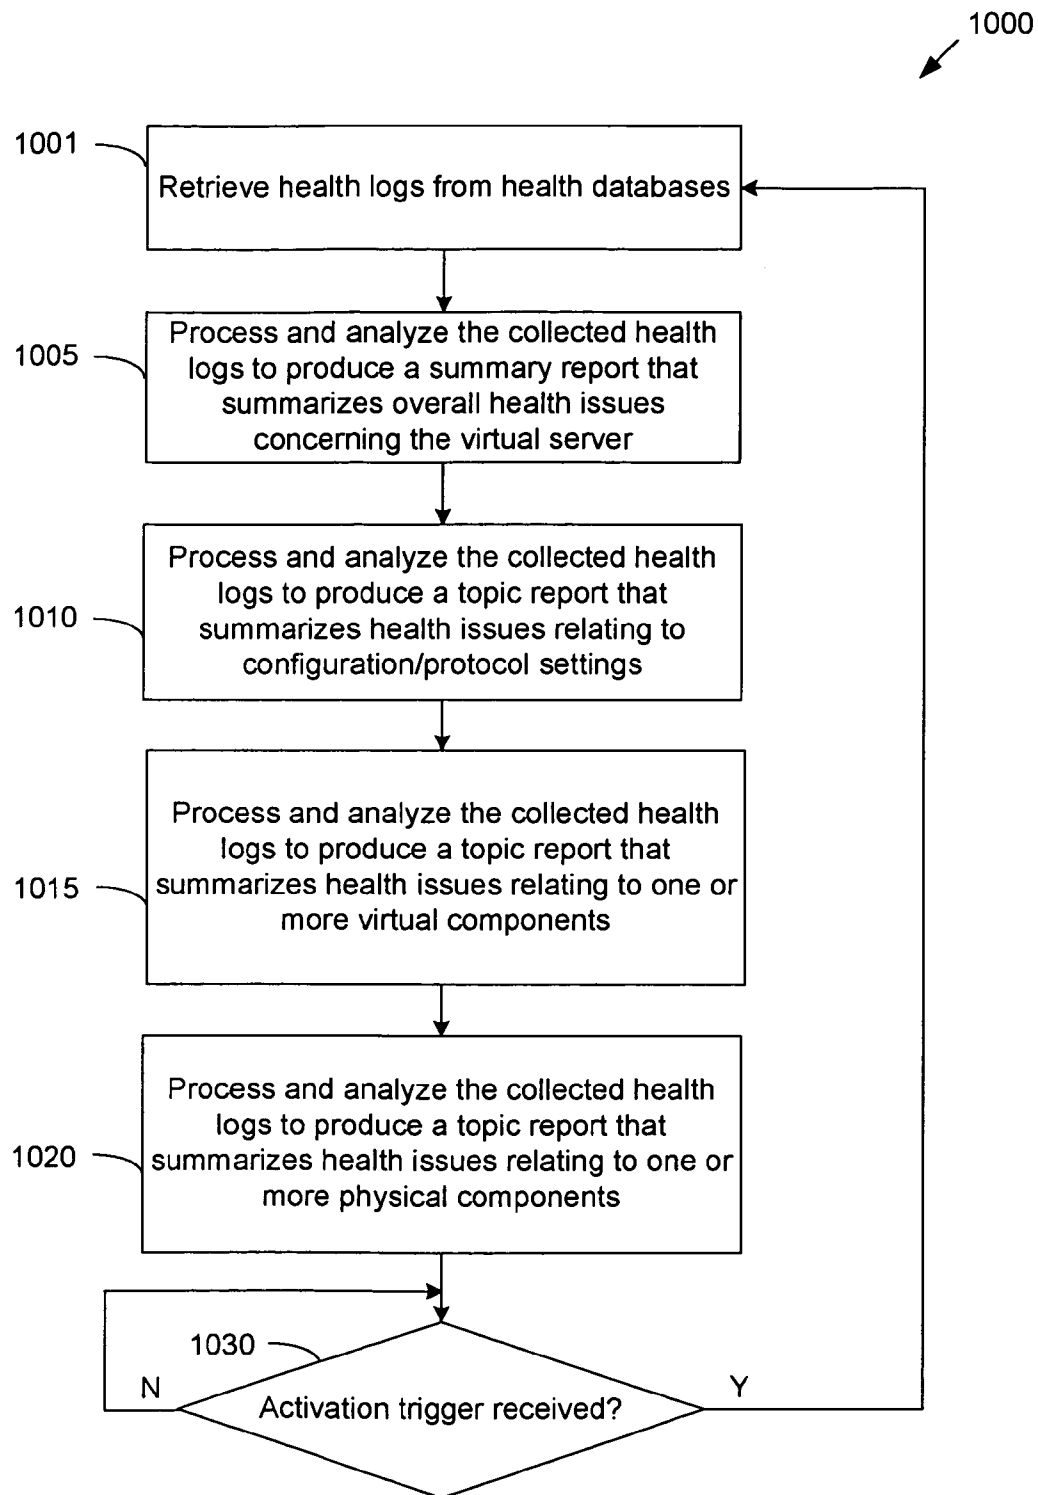 1000
1001
Retrieve health logs from health databases
1005
Process and analyze the collected health
logs to produce a summary report that
summarizes overall health issues
concerning the virtual server
1010
Process and analyze the collected health
logs to produce a topic report that
summarizes health issues relating to
configuration/protocol settings
1015
Process and analyze the collected health
logs to produce a topic report that
summarizes health issues relating to one or
more virtual components
1020
Process and analyze the collected health
logs to produce a topic report that
summarizes health issues relating to one or
more physical components
1030
N
Y
Activation trigger received?